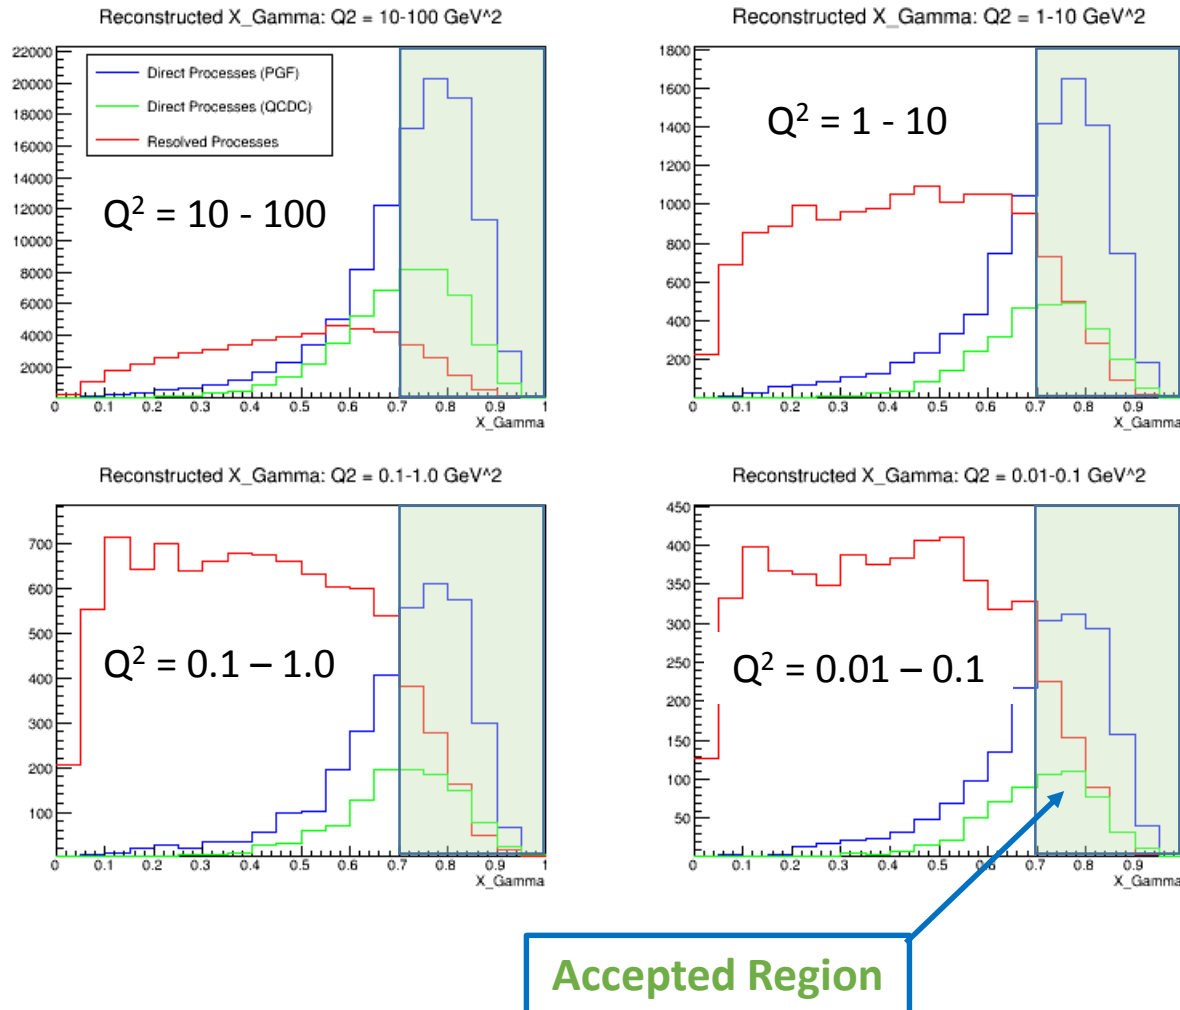 Reconstructed X_Gamma: Q2 = 10-100 GeV^2
22000
20000
18000
16000
14000
12000
10000
8000
6000
4000
2000
Direct Processes (PGF)
Direct Processes (QCDC)
Resolved Processes
Q² = 10 - 100
0 0.1 0.2 0.3 0.4 0.5 0.6 0.7 0.8 0.9 1
X_Gamma
Reconstructed X_Gamma: Q2 = 1-10 GeV^2
1800
1600
1400
1200
1000
800
600
400
200
Q² = 1 - 10
0 0.1 0.2 0.3 0.4 0.5 0.6 0.7 0.8 0.9
X_Gamma
Reconstructed X_Gamma: Q2 = 0.1-1.0 GeV^2
700
600
500
400
300
200
100
Q² = 0.1 – 1.0
0 0.1 0.2 0.3 0.4 0.5 0.6 0.7 0.8 0.9 1
X_Gamma
Reconstructed X_Gamma: Q2 = 0.01-0.1 GeV^2
450
400
350
300
250
200
150
100
50
Q² = 0.01 – 0.1
0 0.1 0.2 0.3 0.4 0.5 0.6 0.7 0.8 0.9
X_Gamma
Accepted Region